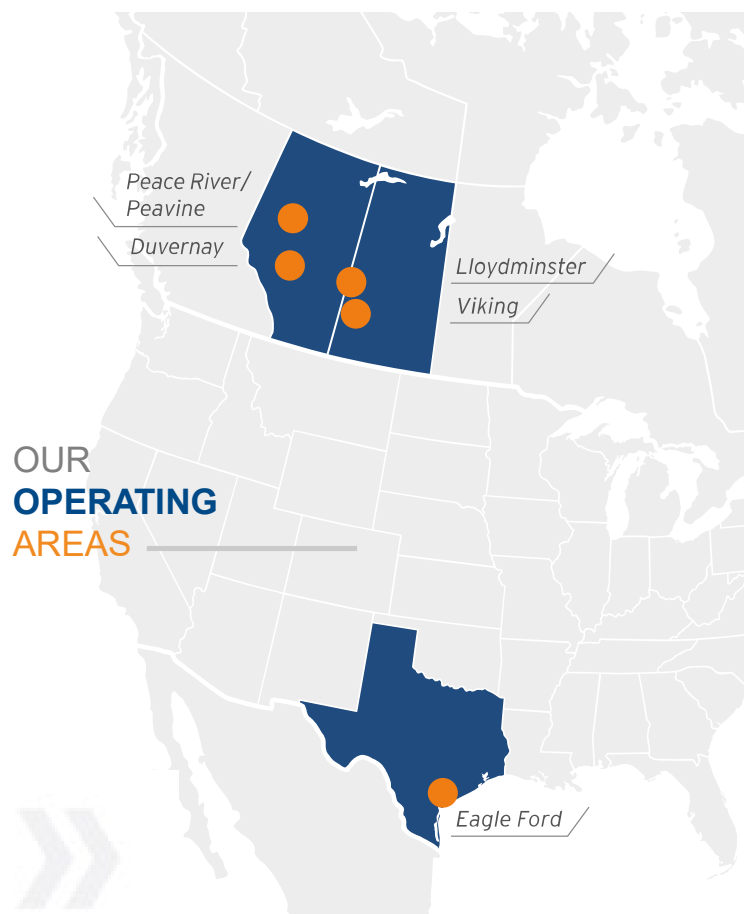 Peace River/
Peavine
Duvernay
Lloydminster
Viking
OUR
OPERATING
AREAS
Eagle Ford